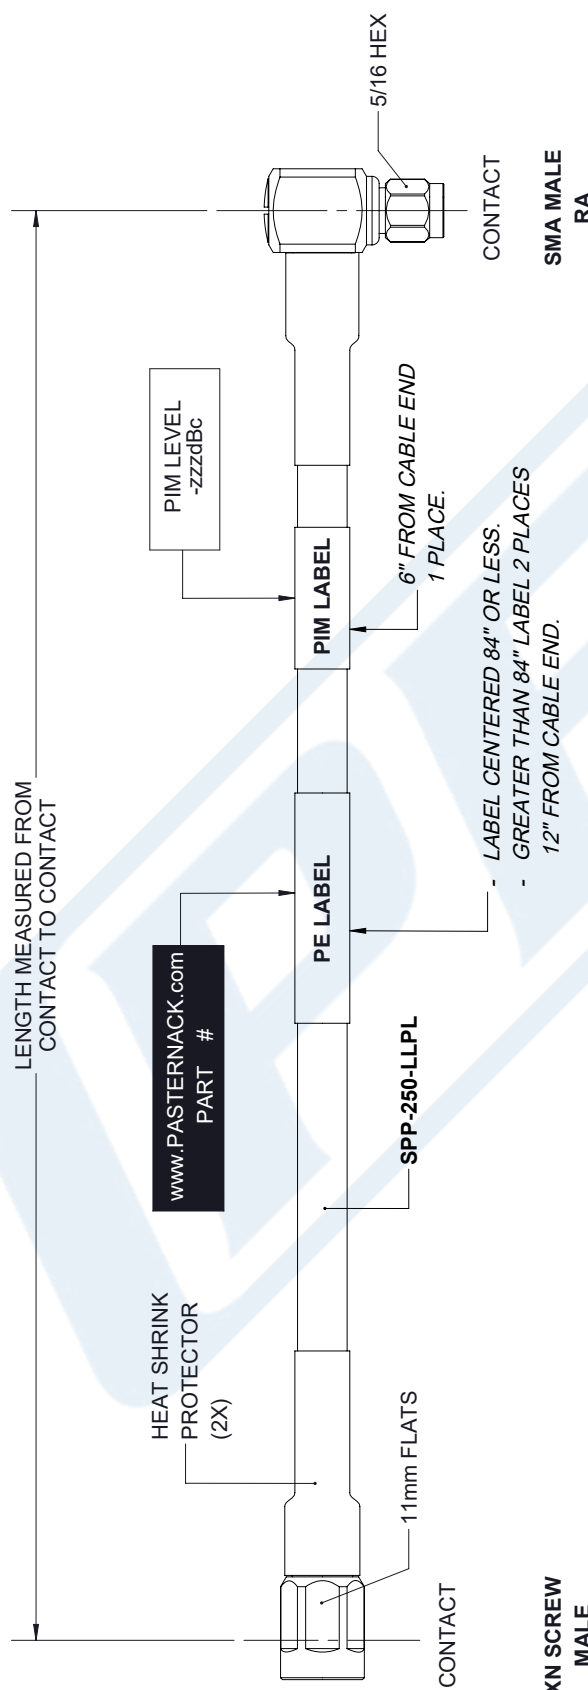 LENGTH MEASURED FROM
CONTACT TO CONTACT
HEAT SHRINK
PROTECTOR
(2X)
www.PASTERNACK.com
PART #
PIM LEVEL
-zzzdBc
5/16 HEX
PE LABEL
PIM LABEL
11mm FLATS
SPP-250-LLPL
6" FROM CABLE END
1 PLACE.
- LABEL CENTERED 84" OR LESS.
- GREATER THAN 84" LABEL 2 PLACES
12" FROM CABLE END.
CONTACT
CONTACT
XN SCREW
MALE
SMA MALE
RA